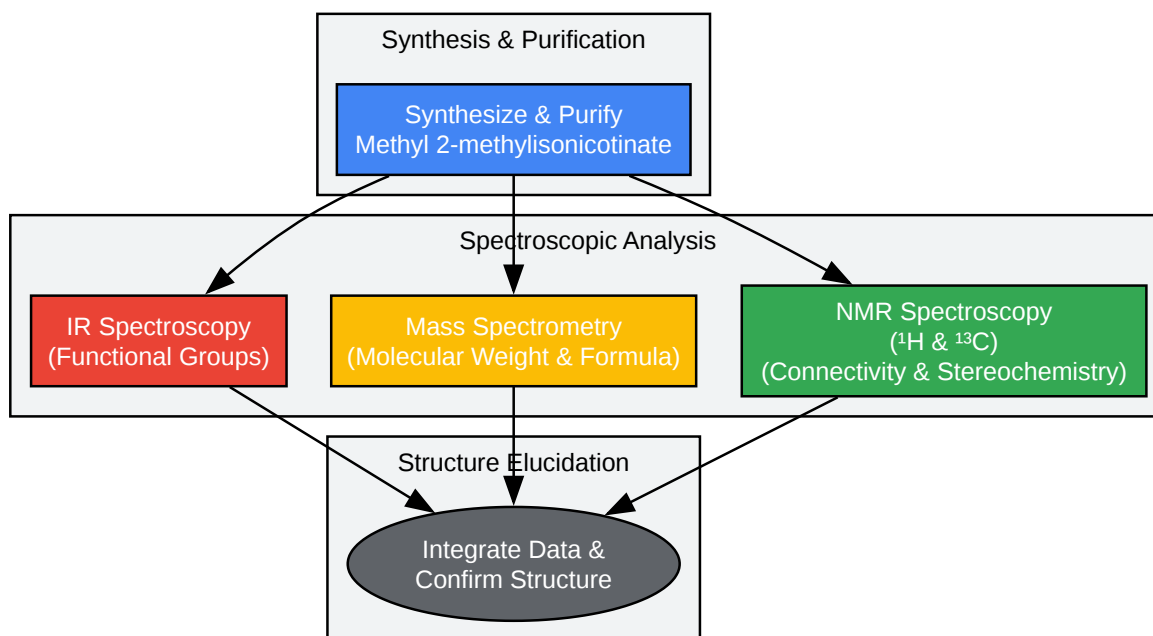 Synthesis & Purification
Synthesize & Purify
Methyl 2-methylisonicotinate
Spectroscopic Analysis
IR Spectroscopy
(Functional Groups)
Mass Spectrometry
(Molecular Weight & Formula)
NMR Spectroscopy
(¹H & ¹³C)
(Connectivity & Stereochemistry)
Structure Elucidation
Integrate Data &
Confirm Structure